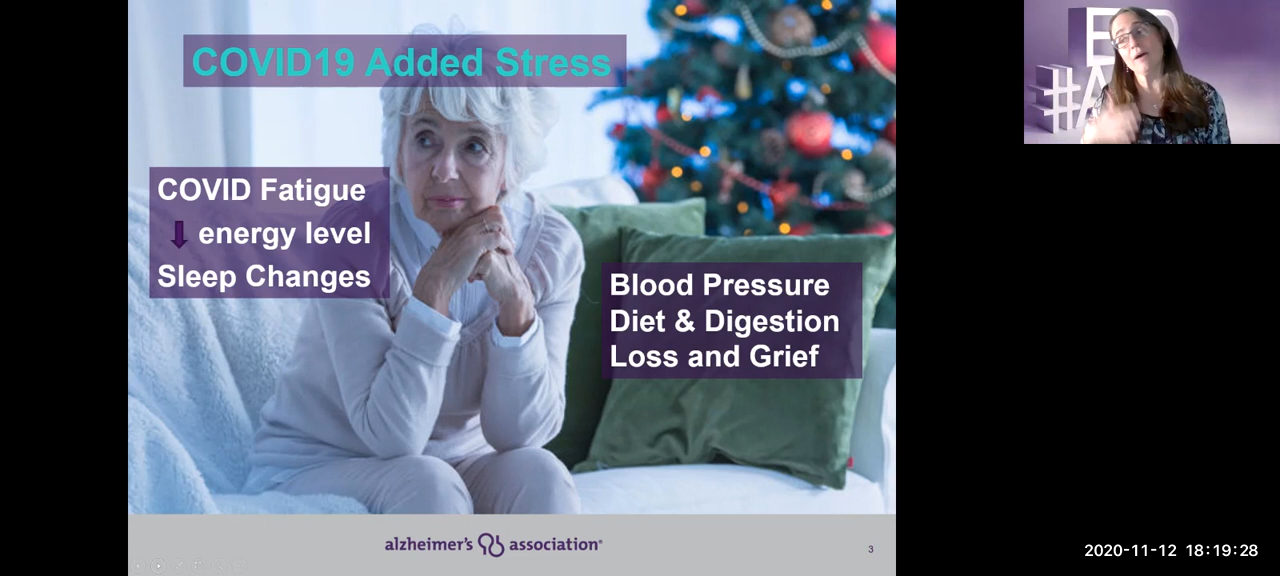 COVID19 Added Stress
COVID Fatigue
⬇ energy level
Sleep Changes
Blood Pressure
Diet & Digestion
Loss and Grief
alzheimer's association®
3
E D
#A
2020-11-12 18:19:28